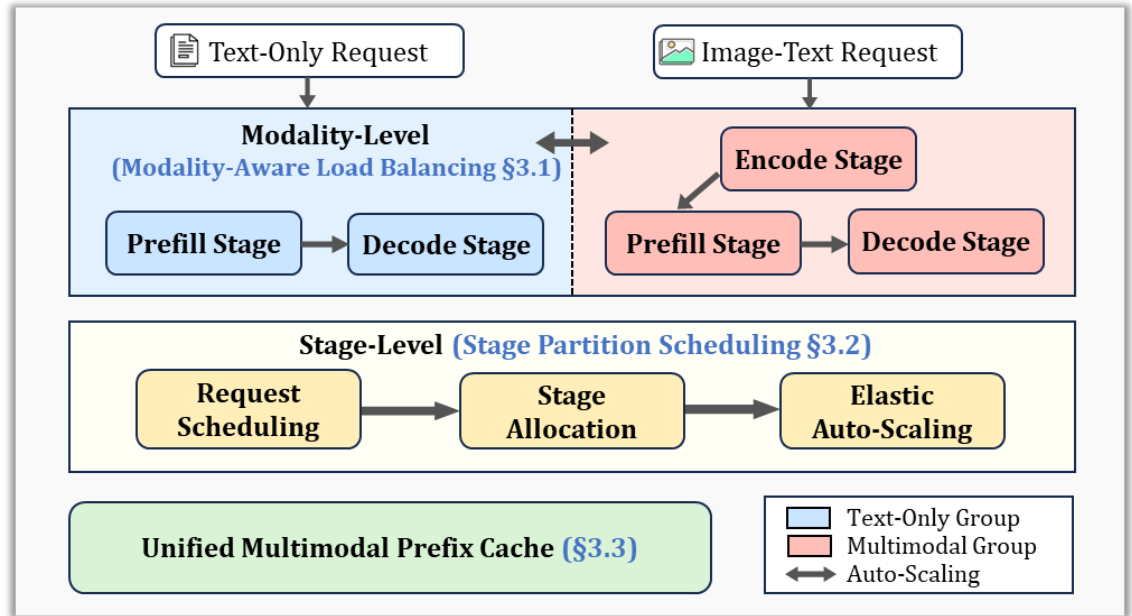 Text-Only Request
Image-Text Request
Modality-Level
(Modality-Aware Load Balancing §3.1)
Prefill Stage
Decode Stage
Encode Stage
Prefill Stage
Decode Stage
Stage-Level (Stage Partition Scheduling §3.2)
Request
Scheduling
Stage
Allocation
Elastic
Auto-Scaling
Unified Multimodal Prefix Cache (§3.3)
Text-Only Group
Multimodal Group
Auto-Scaling